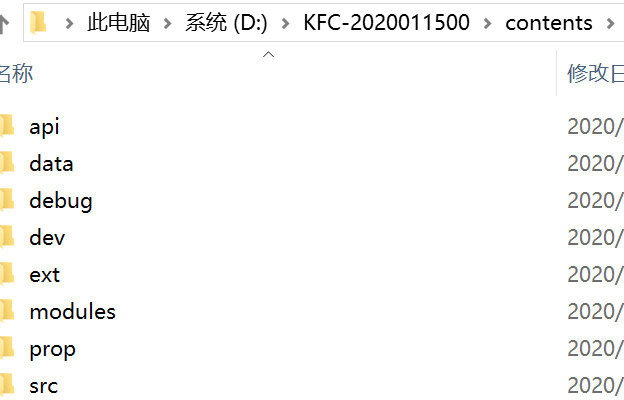 此电脑 > 系统 (D:) > KFC-2020011500 > contents >
名称 修改日
api 2020/
data 2020/
debug 2020/
dev 2020/
ext 2020/
modules 2020/
prop 2020/
src 2020/